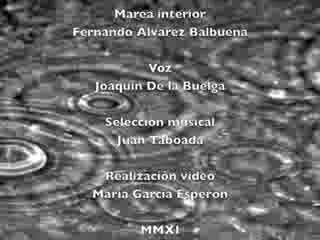 Marea interior
Fernando Alvarez Balbuena
Voz
Joaquín De la Buelga
Selección musical
Juan Taboada
Realización vídeo
María García Esperón
MMXI